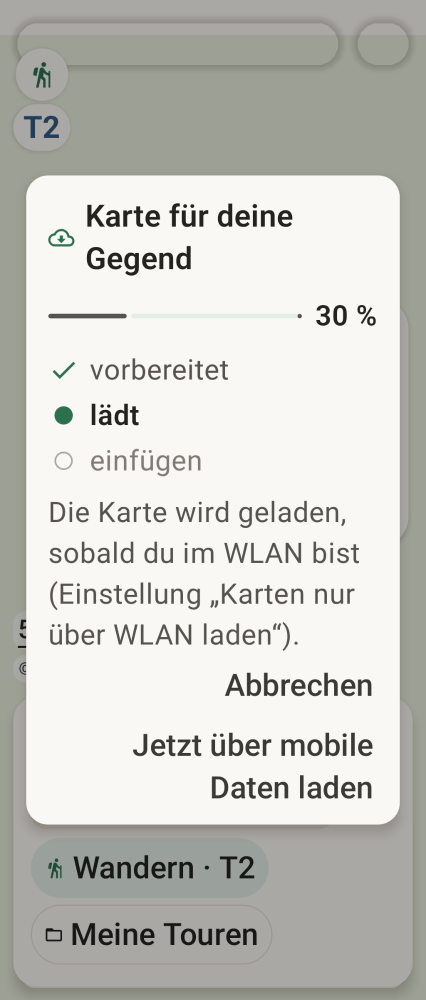 T2
Karte für deine
Gegend
30 %
vorbereitet
lädt
einfügen
Die Karte wird geladen,
sobald du im WLAN bist
(Einstellung „Karten nur
über WLAN laden“).
Abbrechen
Jetzt über mobile
Daten laden
Wandern · T2
Meine Touren